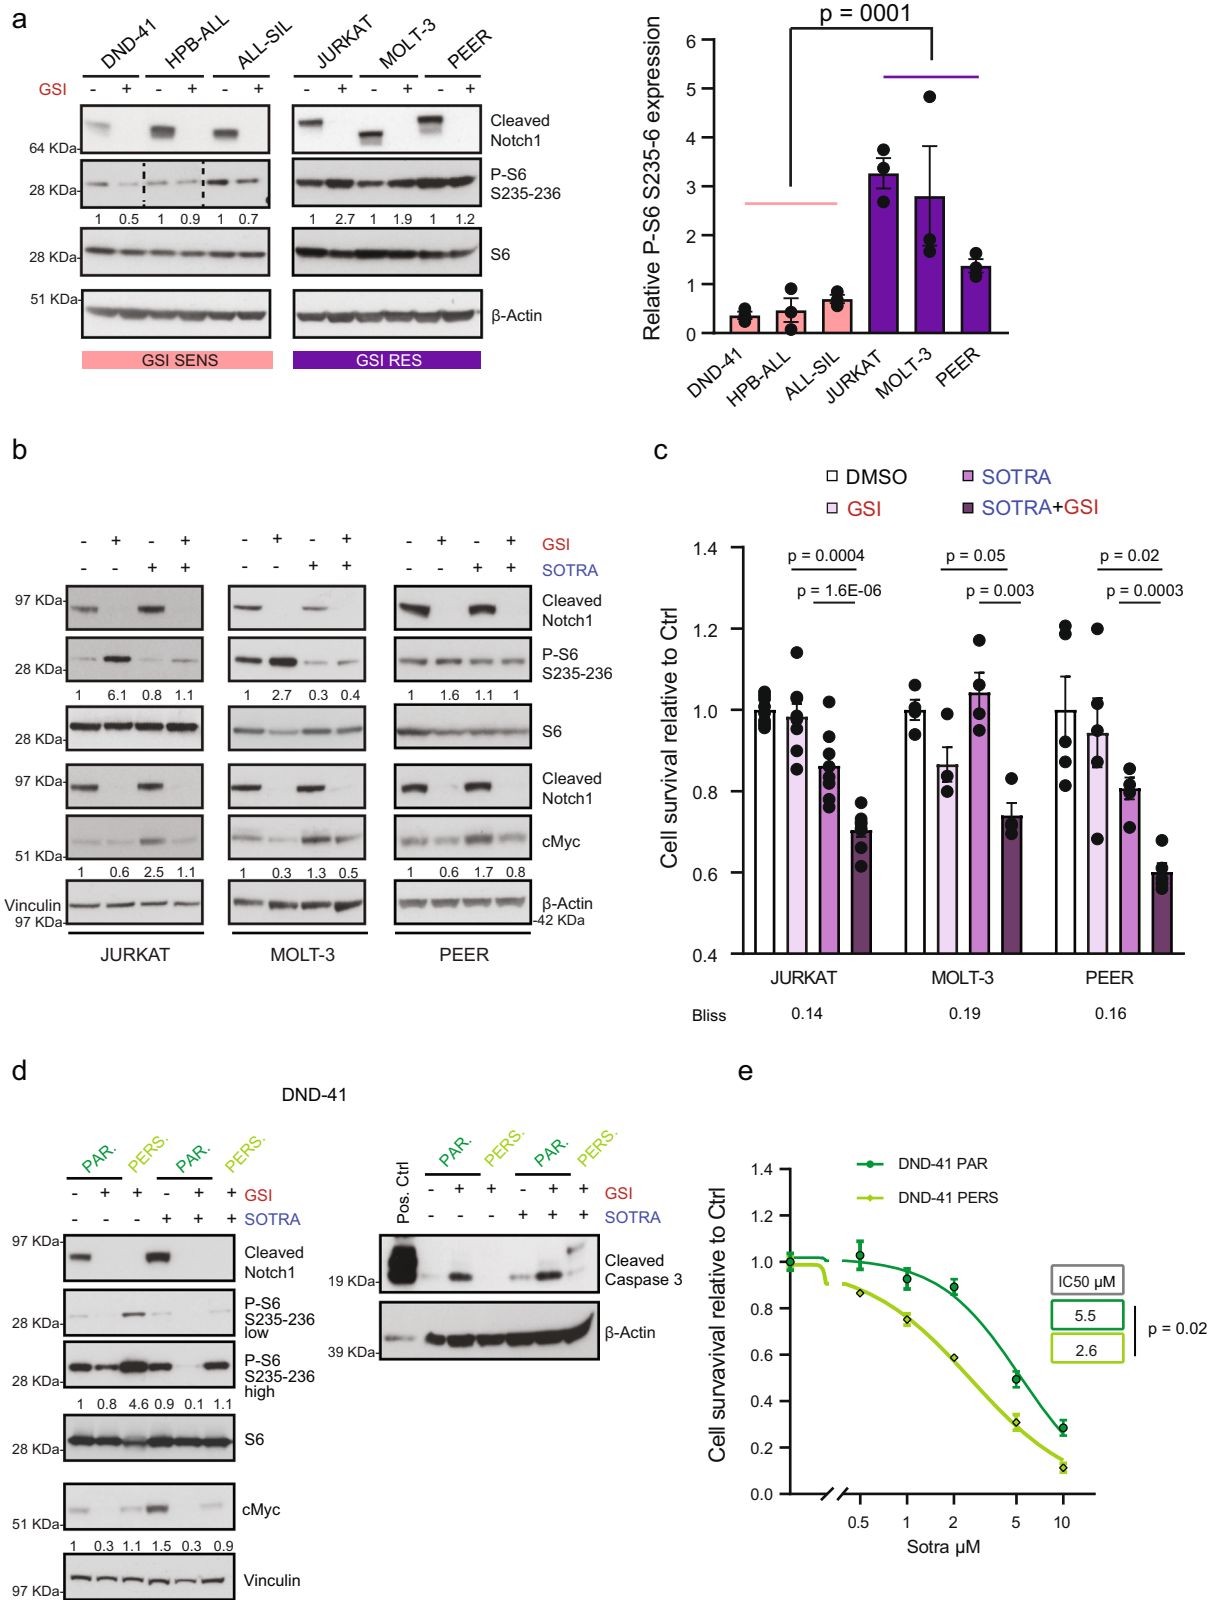 a
DND-41 HPB-ALL ALL-SIL JURKAT MOLT-3 PEER
GSI - + - + - + - + - + - +
Cleaved
Notch1
64 KDa
P-S6
S235-236
28 KDa
1 0.5 1 0.9 1 0.7 1 2.7 1 1.9 1 1.2
S6
28 KDa
51 KDa
β-Actin
GSI SENS GSI RES
p = 0001
Relative P-S6 S235-6 expression
6
5
4
3
2
1
0
DND-41 HPB-ALL ALL-SIL JURKAT MOLT-3 PEER
b
- + - + - + - + - + - + GSI
- - + + - - + + - - + + SOTRA
97 KDa
Cleaved
Notch1
P-S6
S235-236
28 KDa
1 6.1 0.8 1.1 1 2.7 0.3 0.4 1 1.6 1.1 1
S6
28 KDa
97 KDa
Cleaved
Notch1
cMyc
51 KDa
1 0.6 2.5 1.1 1 0.3 1.3 0.5 1 0.6 1.7 0.8
Vinculin
97 KDa
β-Actin
-42 KDa
JURKAT MOLT-3 PEER
c
DMSO SOTRA
GSI SOTRA+GSI
Cell survival relative to Ctrl
1.4
1.2
1.0
0.8
0.6
0.4
p = 0.0004 p = 0.05 p = 0.02
p = 1.6E-06 p = 0.003 p = 0.0003
JURKAT MOLT-3 PEER
Bliss 0.14 0.19 0.16
d
DND-41
PAR. PERS. PAR. PERS.
- + + - + + GSI
- - - + + + SOTRA
97 KDa
Cleaved
Notch1
P-S6
S235-236
low
28 KDa
P-S6
S235-236
high
28 KDa
1 0.8 4.6 0.9 0.1 1.1
S6
28 KDa
cMyc
51 KDa
1 0.3 1.1 1.5 0.3 0.9
Vinculin
97 KDa
Pos. Ctrl PAR. PERS. PAR. PERS.
- + + - + + GSI
- - - + + + SOTRA
Cleaved
Caspase 3
19 KDa
β-Actin
39 KDa
e
DND-41 PAR
DND-41 PERS
Cell survavival relative to Ctrl
1.4
1.2
1.0
0.8
0.6
0.4
0.2
0.0
IC50 µM
5.5
2.6
p = 0.02
0.5 1 2 5 10
Sotra µM